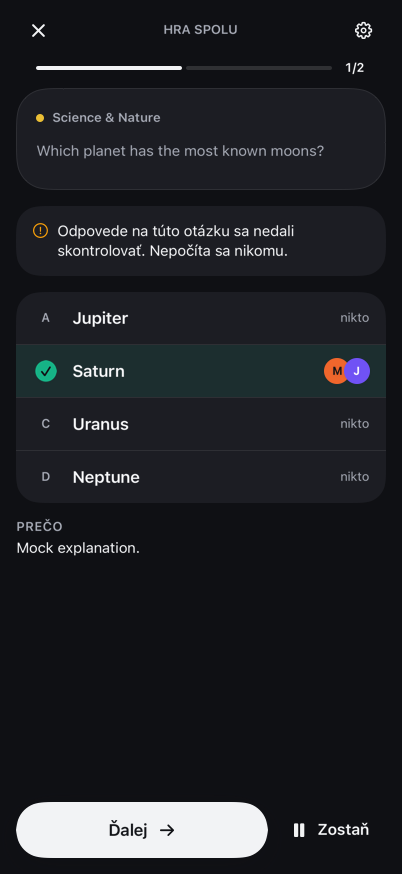 HRA SPOLU
1/2
Science & Nature
Which planet has the most known moons?
Odpovede na túto otázku sa nedali
skontrolovať. Nepočíta sa nikomu.
A Jupiter nikto
Saturn M J
C Uranus nikto
D Neptune nikto
PREČO
Mock explanation.
Ďalej Zostaň